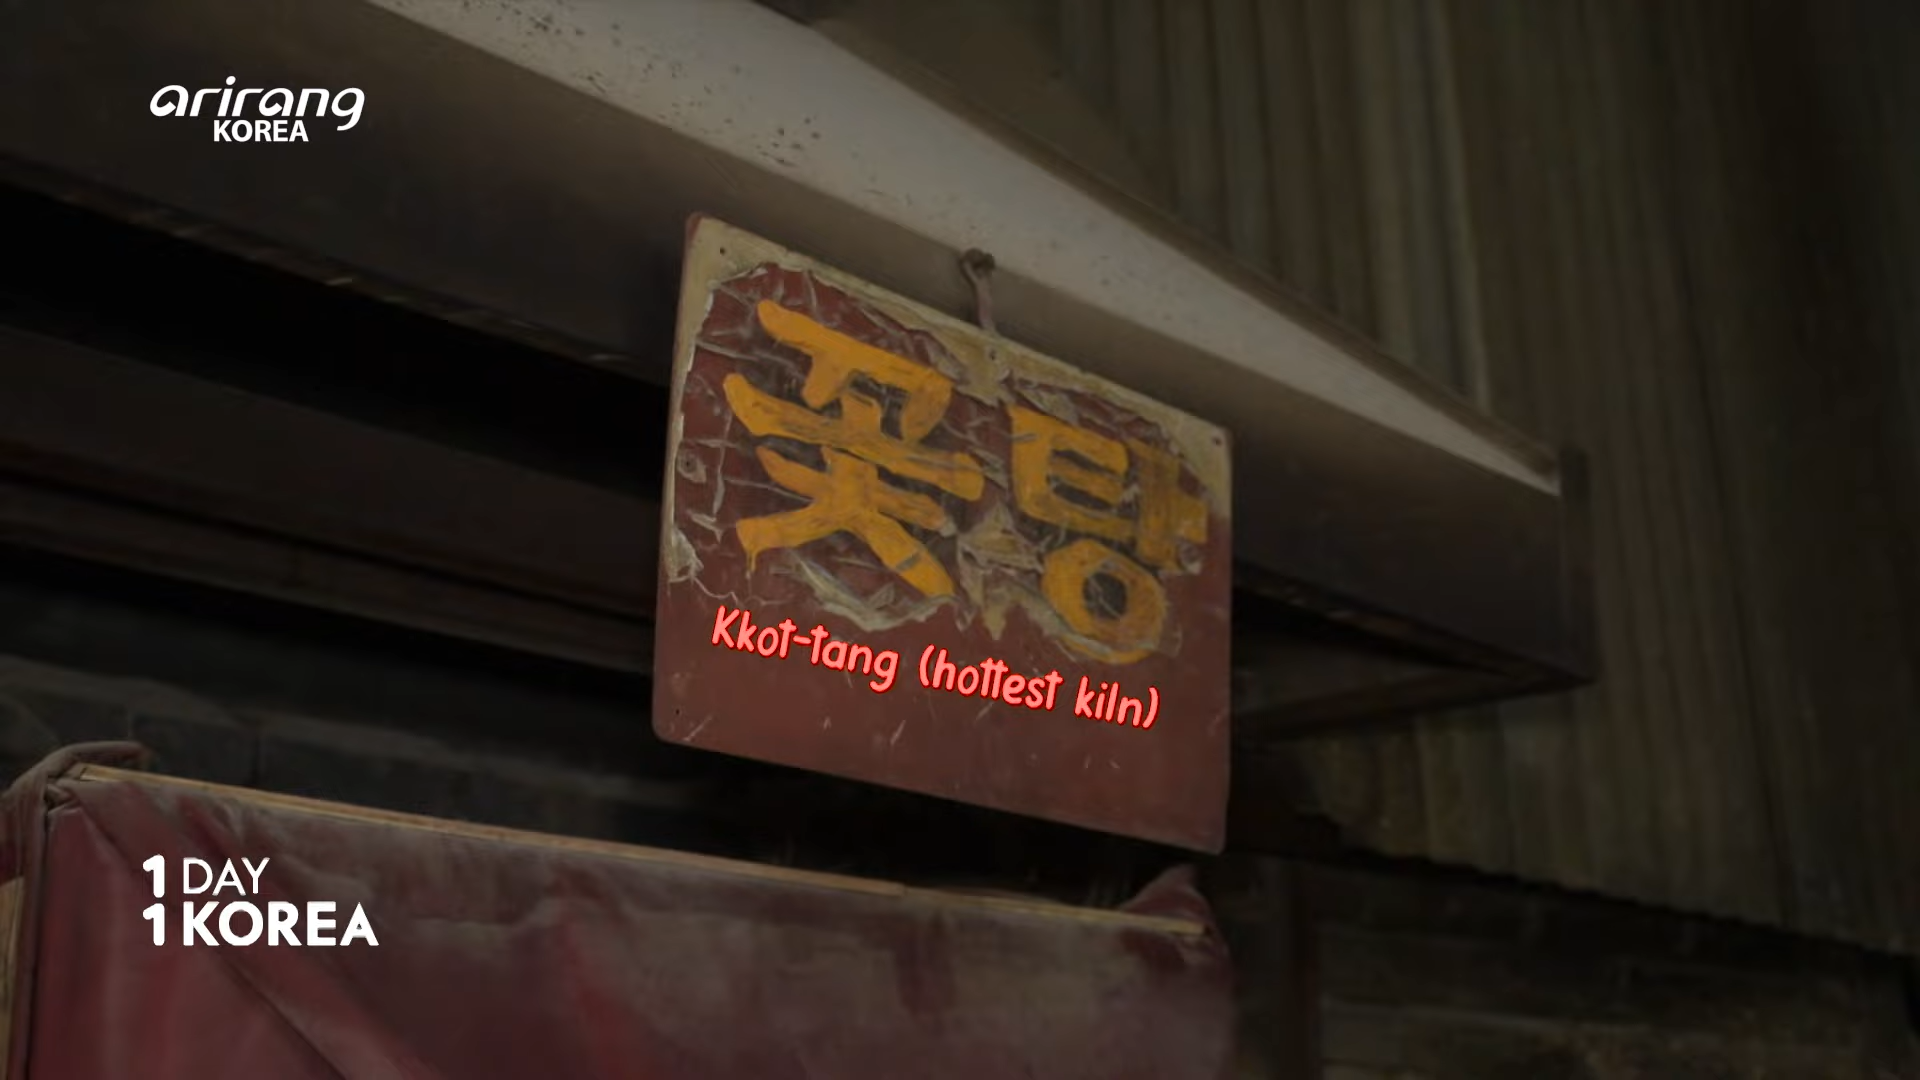 arirang
KOREA
꽃탕
Kkot-tang (hottest kiln)
1 DAY
1 KOREA